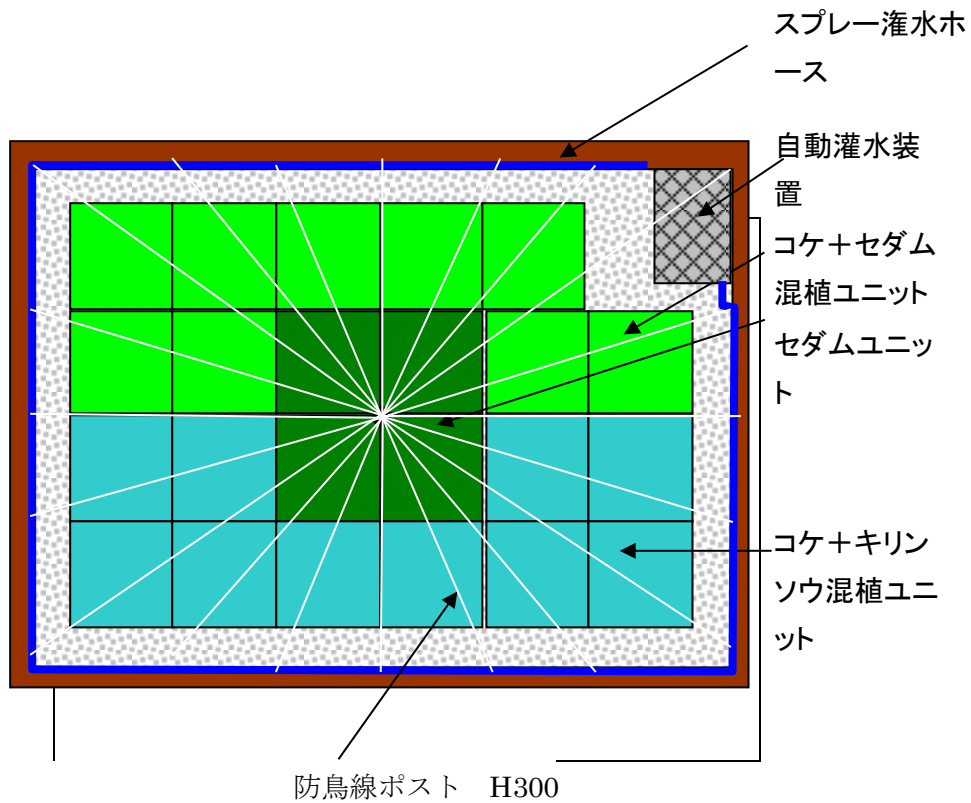 スプレー潅水ホ
ース
自動灌水装
置
コケ＋セダム
混植ユニット
セダムユニッ
ト
コケ＋キリン
ソウ混植ユニ
ット
防鳥線ポスト　H300